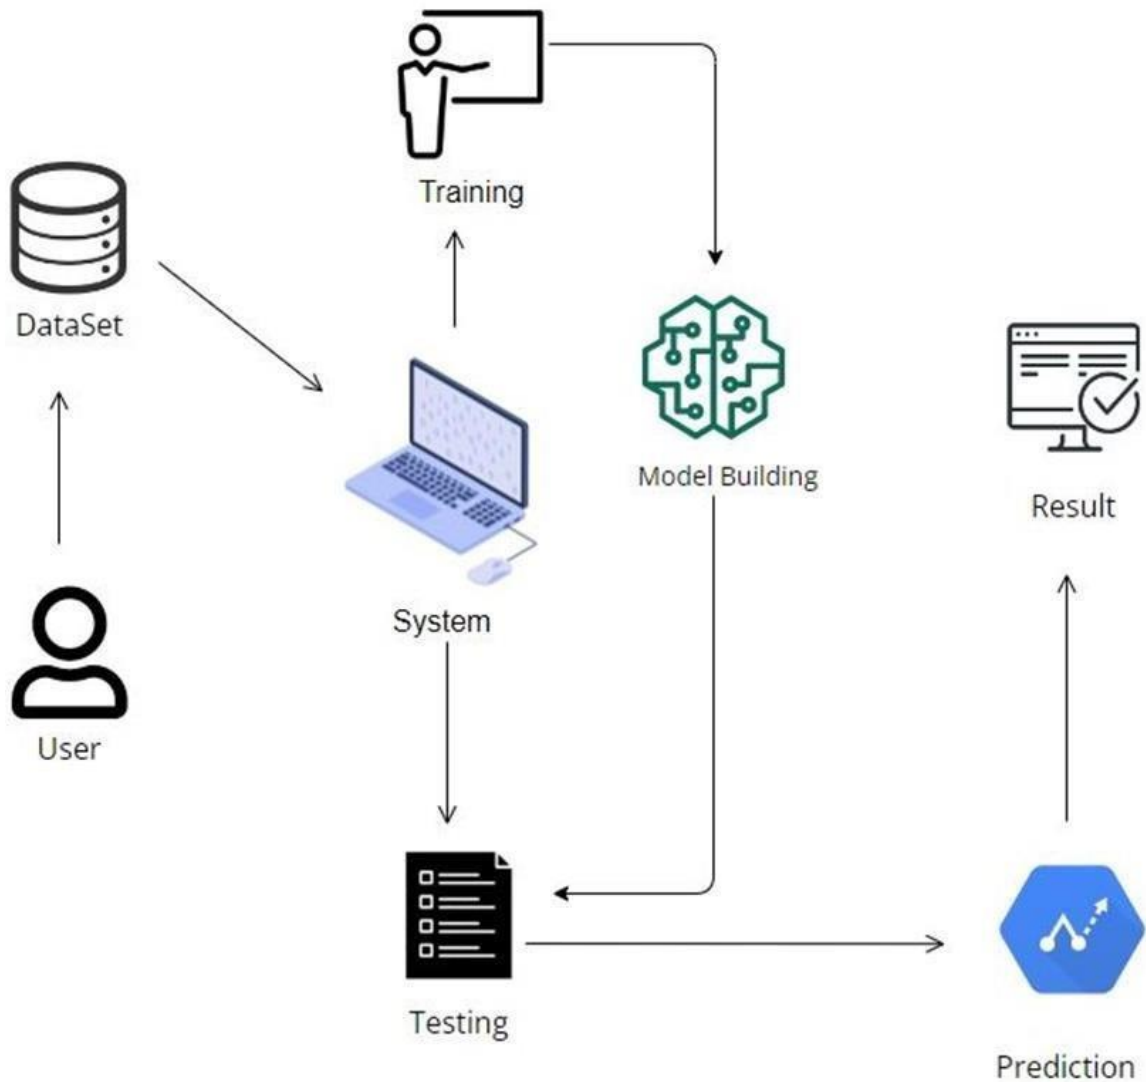 Training
DataSet
Model Building
Result
System
User
Testing
Prediction